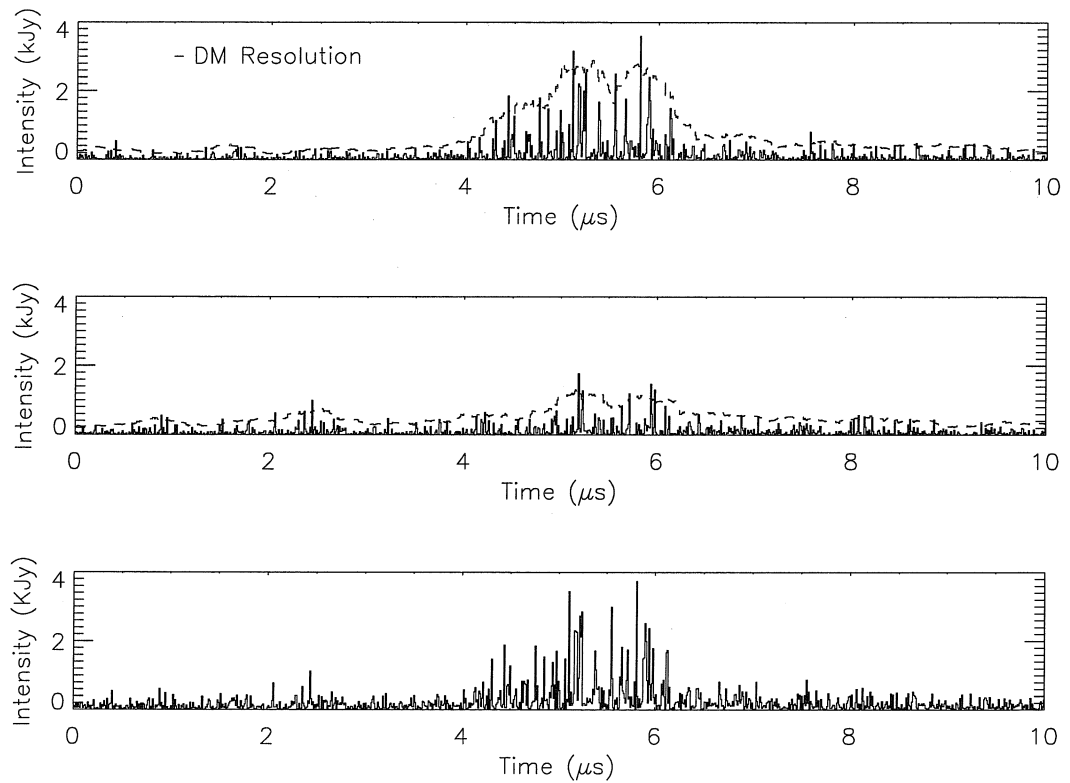 Intensity (kJy)
4
2
0
- DM Resolution
0 2 4 6 8 10
Time (μs)
Intensity (kJy)
4
2
0
0 2 4 6 8 10
Time (μs)
Intensity (KJy)
4
2
0
0 2 4 6 8 10
Time (μs)